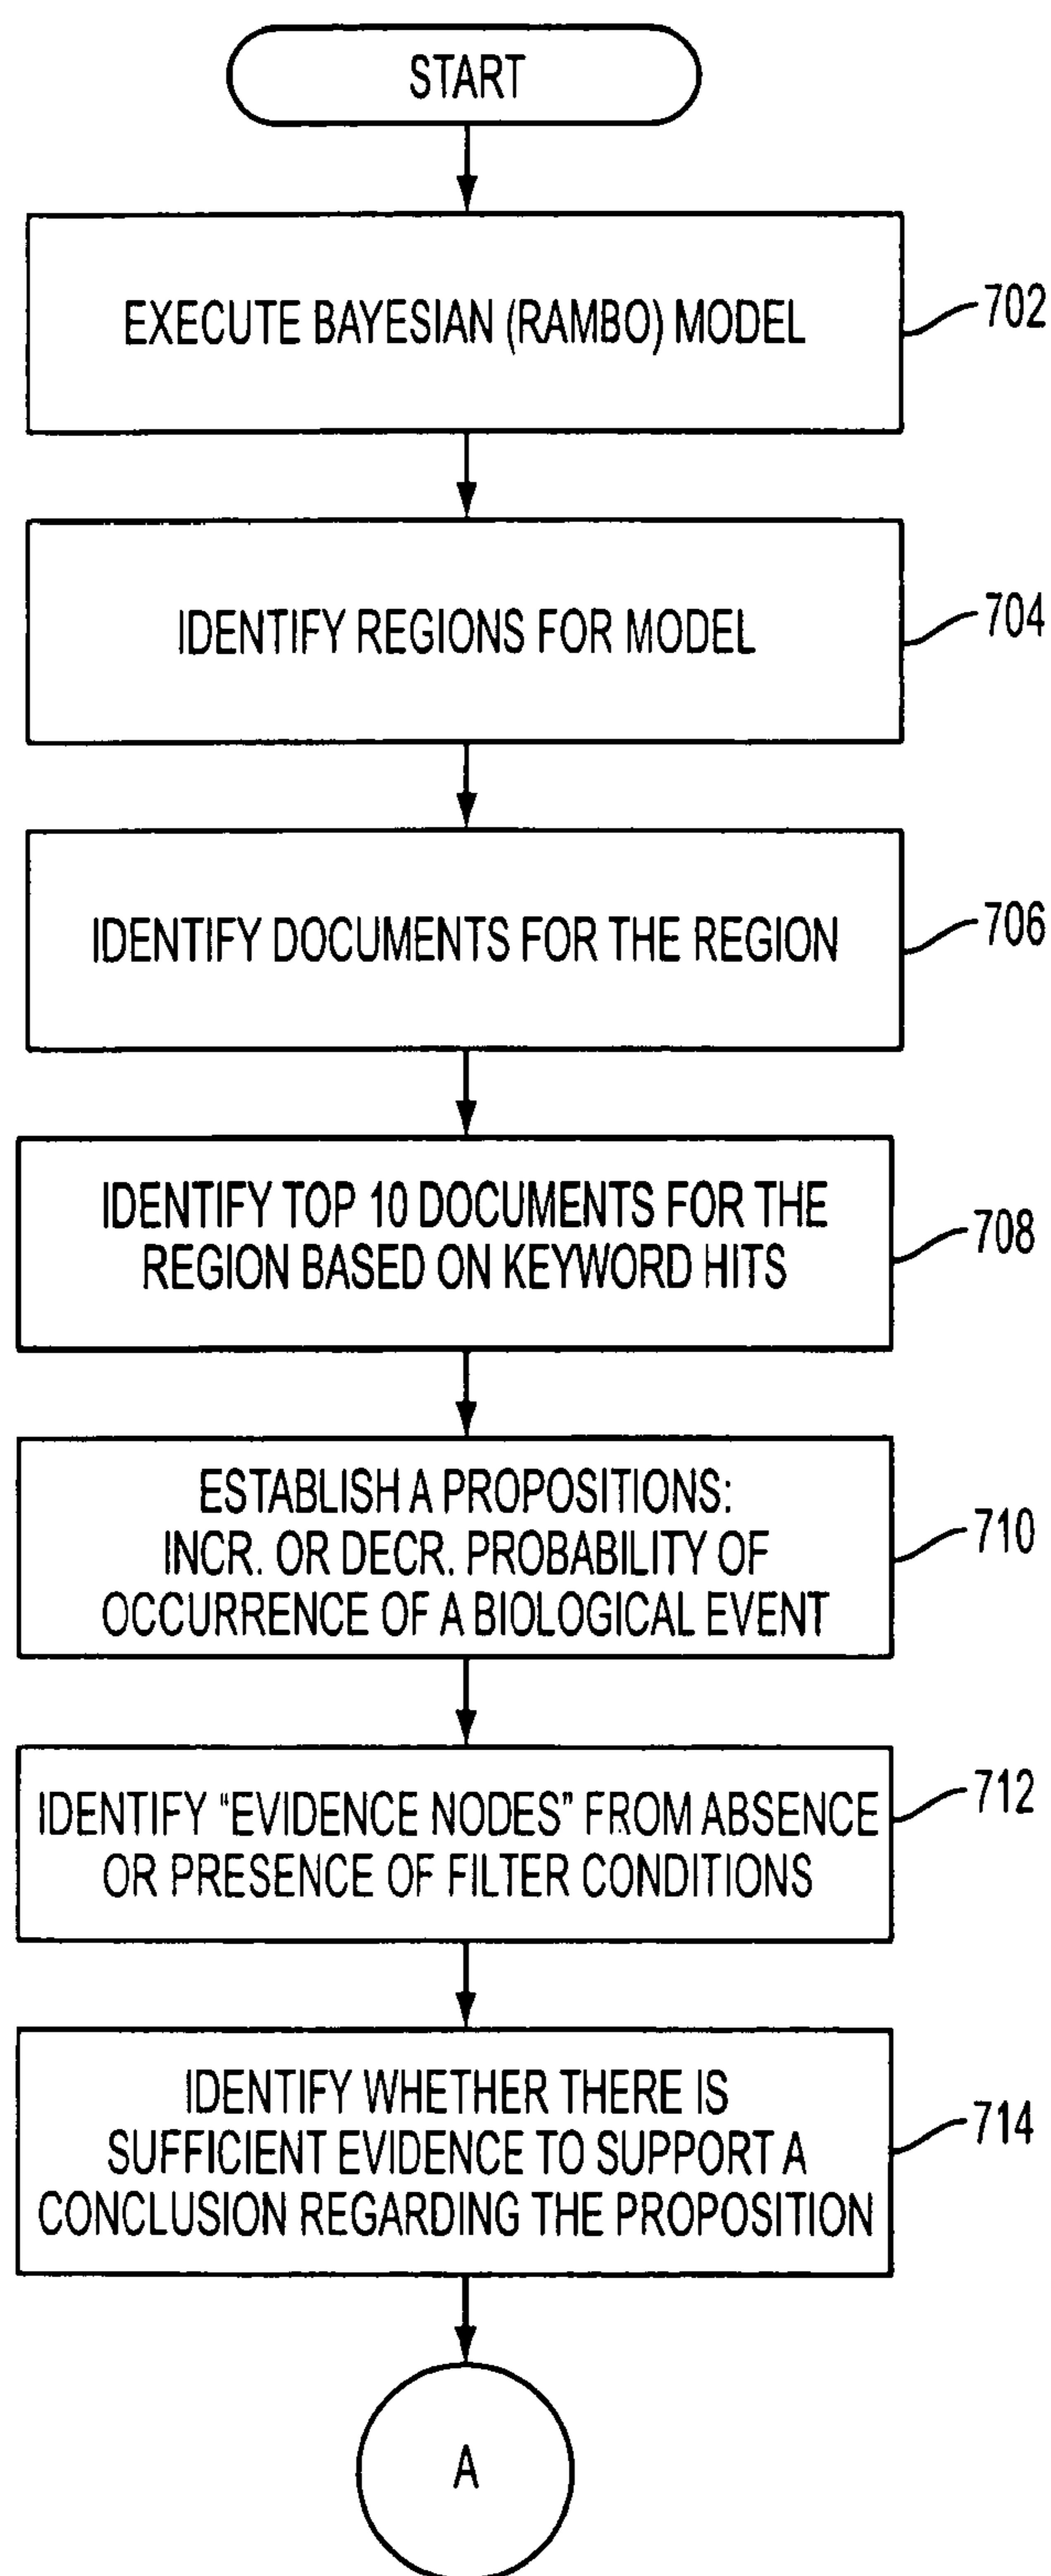 START
EXECUTE BAYESIAN (RAMBO) MODEL
702
IDENTIFY REGIONS FOR MODEL
704
IDENTIFY DOCUMENTS FOR THE REGION
706
IDENTIFY TOP 10 DOCUMENTS FOR THE
REGION BASED ON KEYWORD HITS
708
ESTABLISH A PROPOSITIONS:
INCR. OR DECR. PROBABILITY OF
OCCURRENCE OF A BIOLOGICAL EVENT
710
IDENTIFY "EVIDENCE NODES" FROM ABSENCE
OR PRESENCE OF FILTER CONDITIONS
712
IDENTIFY WHETHER THERE IS
SUFFICIENT EVIDENCE TO SUPPORT A
CONCLUSION REGARDING THE PROPOSITION
714
A